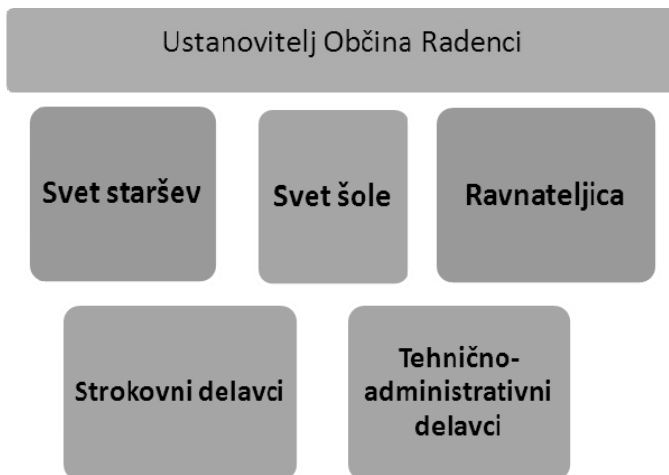 Ustanovitelj Občina Radenci
Svet staršev
Svet šole
Ravnateljica
Strokovni delavci
Tehnično-
administrativni
delavci